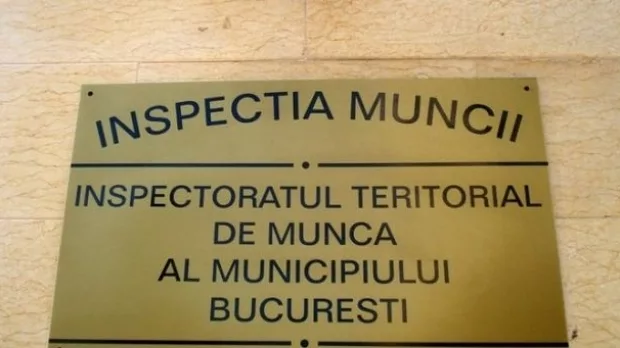 INSPECTIA MUNCII
INSPECTORATUL TERITORIAL
DE MUNCA
AL MUNICIPIULUI
BUCURESTI